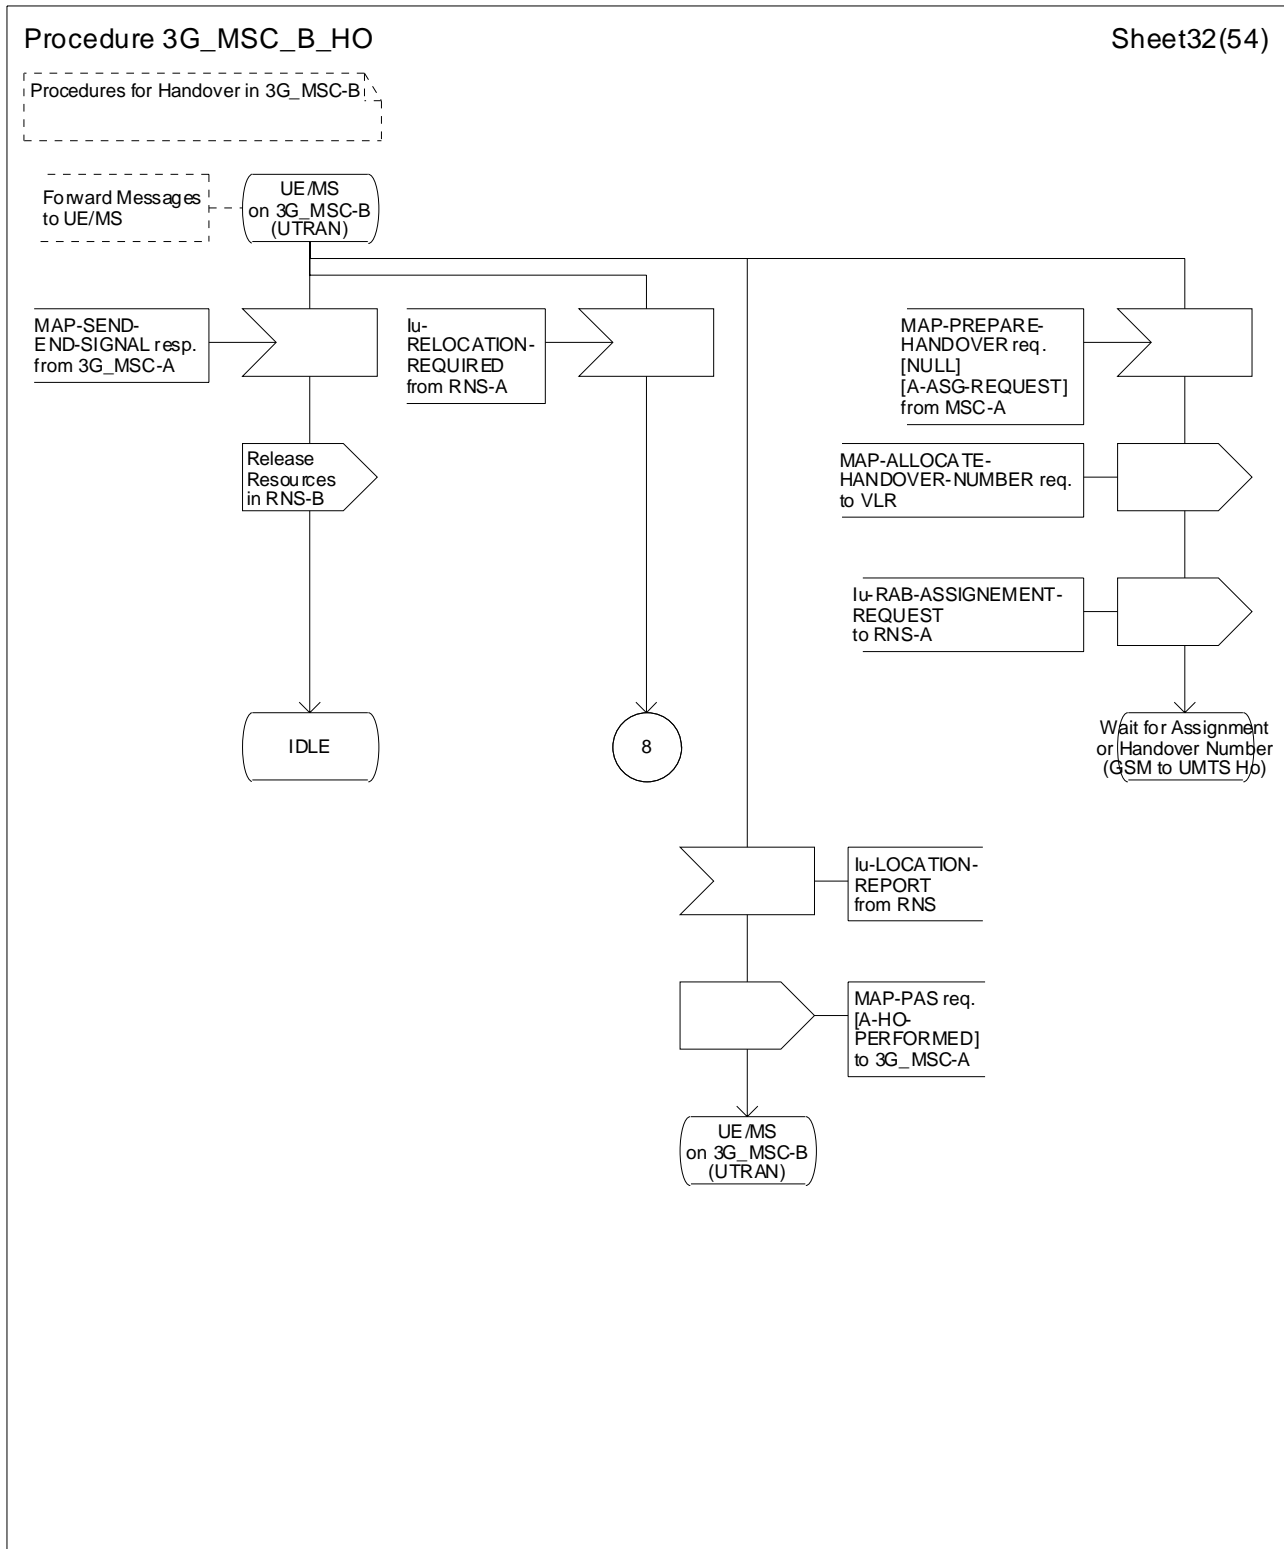 Procedure 3G_MSC_B_HO
Sheet32(54)
Procedures for Handover in 3G_MSC-B
Forward Messages
to UE/MS
UE/MS
on 3G_MSC-B
(UTRAN)
MAP-SEND-
END-SIGNAL resp.
from 3G_MSC-A
Iu-
RELOCATION-
REQUIRED
from RNS-A
MAP-PREPARE-
HANDOVER req.
[NULL]
[A-ASG-REQUEST]
from MSC-A
Release
Resources
in RNS-B
MAP-ALLOCATE-
HANDOVER-NUMBER req.
to VLR
Iu-RAB-ASSIGNEMENT-
REQUEST
to RNS-A
IDLE
8
Wait for Assignment
or Handover Number
(GSM to UMTS Ho)
Iu-LOCATION-
REPORT
from RNS
MAP-PAS req.
[A-HO-
PERFORMED]
to 3G_MSC-A
UE/MS
on 3G_MSC-B
(UTRAN)